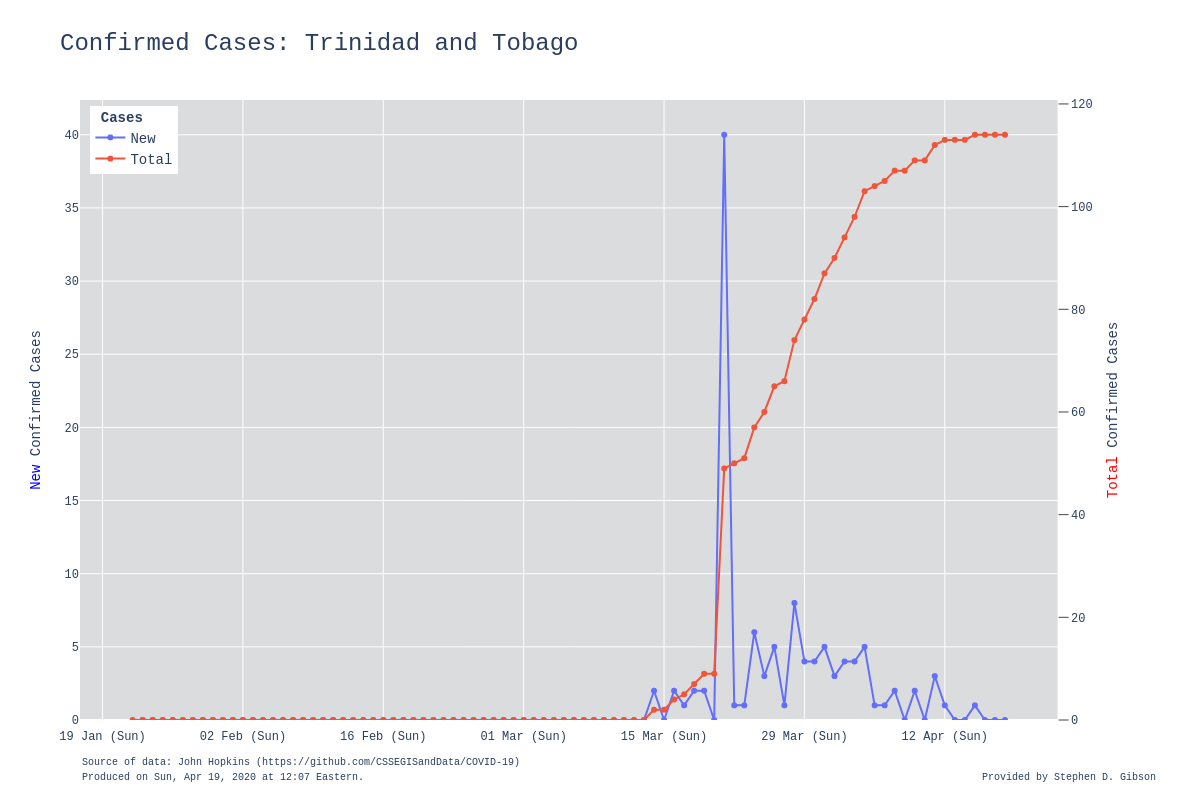 Confirmed Cases: Trinidad and Tobago
Cases
New
Total
40
35
30
25
20
15
10
5
0
120
100
80
60
40
20
0
New Confirmed Cases
Total Confirmed Cases
19 Jan (Sun) 02 Feb (Sun) 16 Feb (Sun) 01 Mar (Sun) 15 Mar (Sun) 29 Mar (Sun) 12 Apr (Sun)
Source of data: John Hopkins (https://github.com/CSSEGISandData/COVID-19)
Produced on Sun, Apr 19, 2020 at 12:07 Eastern.
Provided by Stephen D. Gibson